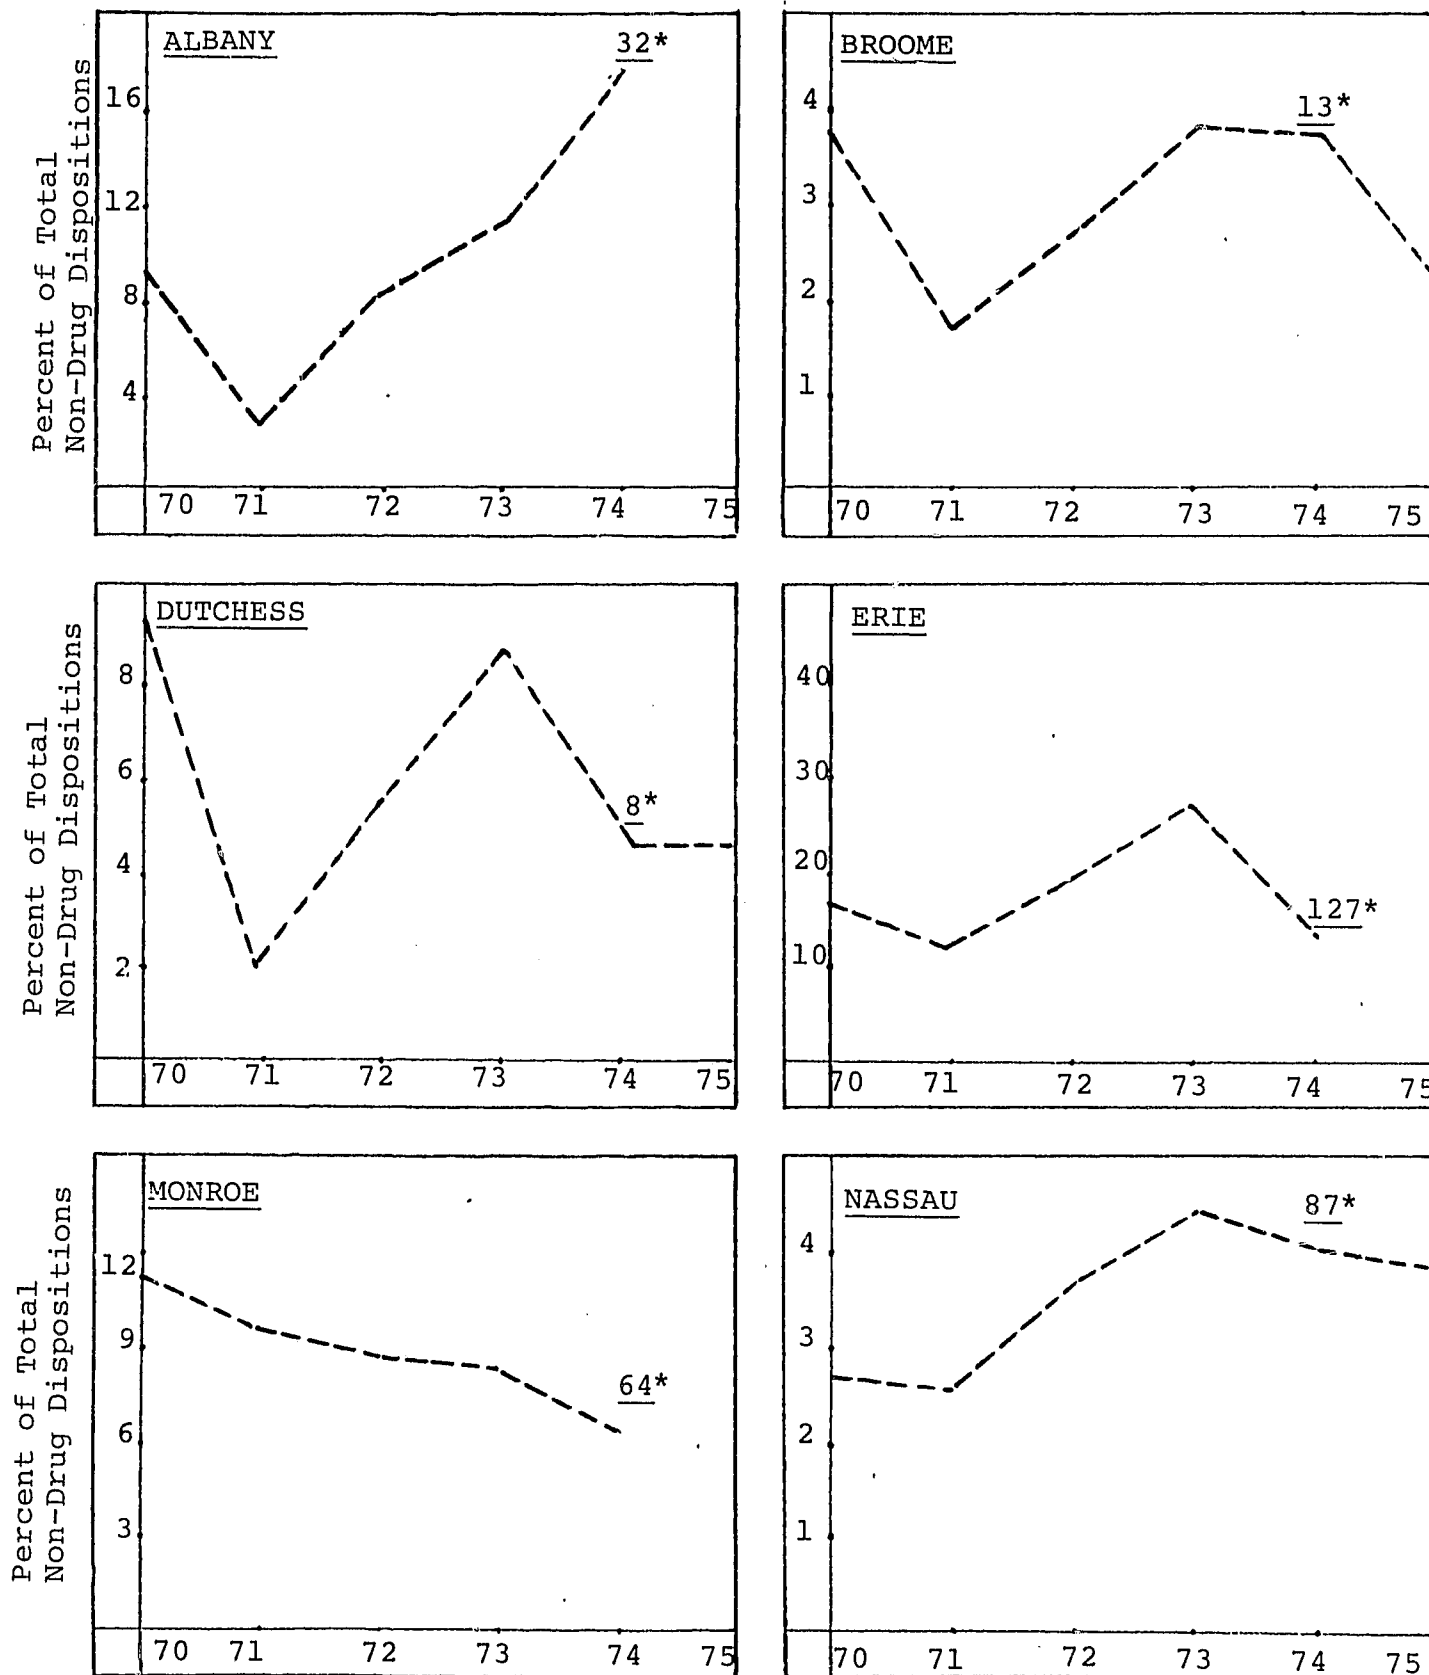 ALBANY
32*
Percent of Total
Non-Drug Dispositions
16
12
8
4
70 71 72 73 74 75
BROOME
13*
4
3
2
1
70 71 72 73 74 75
DUTCHESS
8*
Percent of Total
Non-Drug Dispositions
8
6
4
2
70 71 72 73 74 75
ERIE
127*
40
30
20
10
70 71 72 73 74 75
MONROE
64*
Percent of Total
Non-Drug Dispositions
12
9
6
3
70 71 72 73 74 75
NASSAU
87*
4
3
2
1
70 71 72 73 74 75